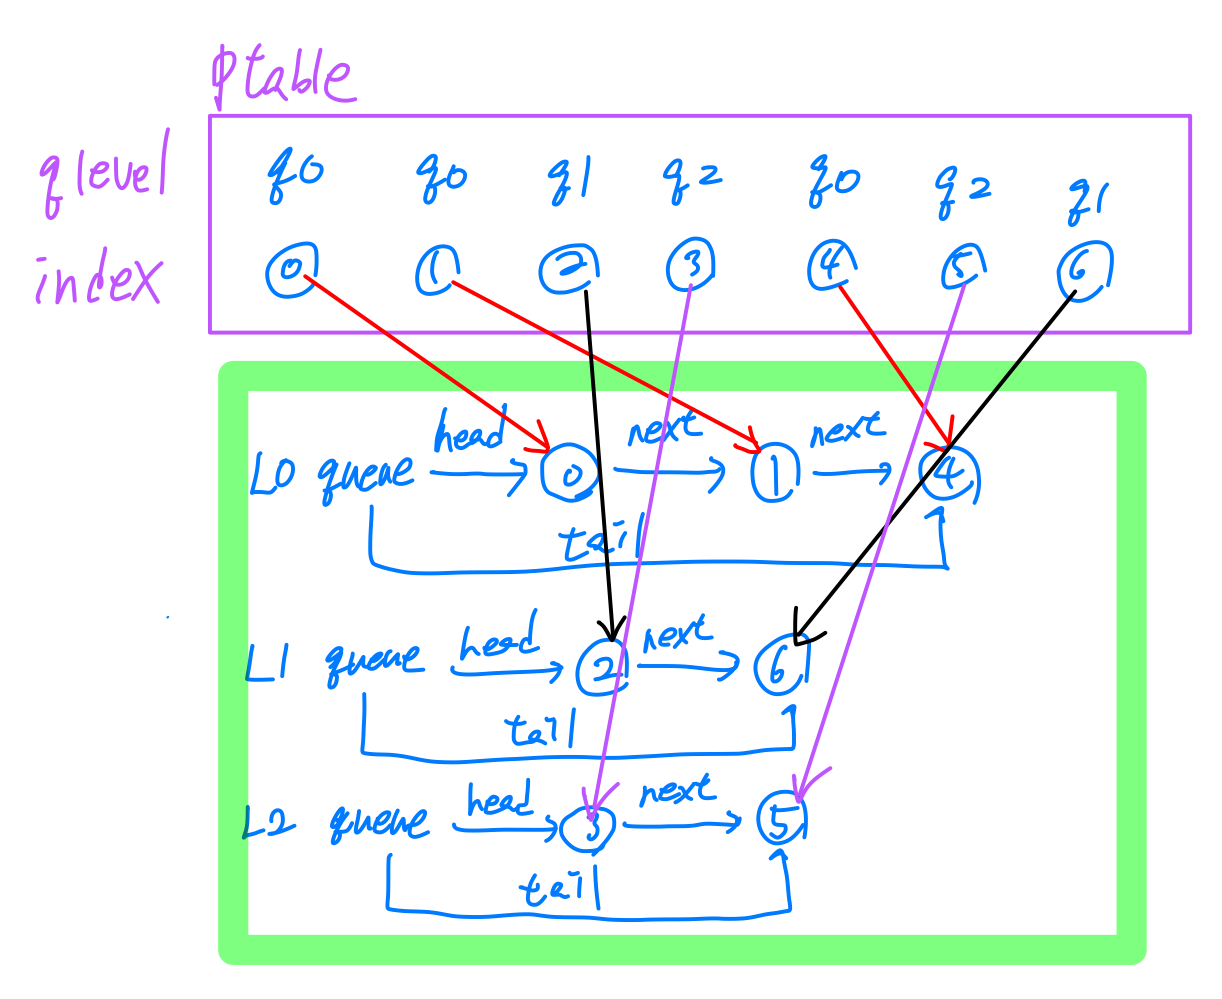 ptable
qlevel q0 q0 q1 q2 q0 q2 q1
index 0 1 2 3 4 5 6
head next next
L0 queue 0 1 4
tail
head next
L1 queue 2 6
tail
head next
L2 queue 3 5
tail